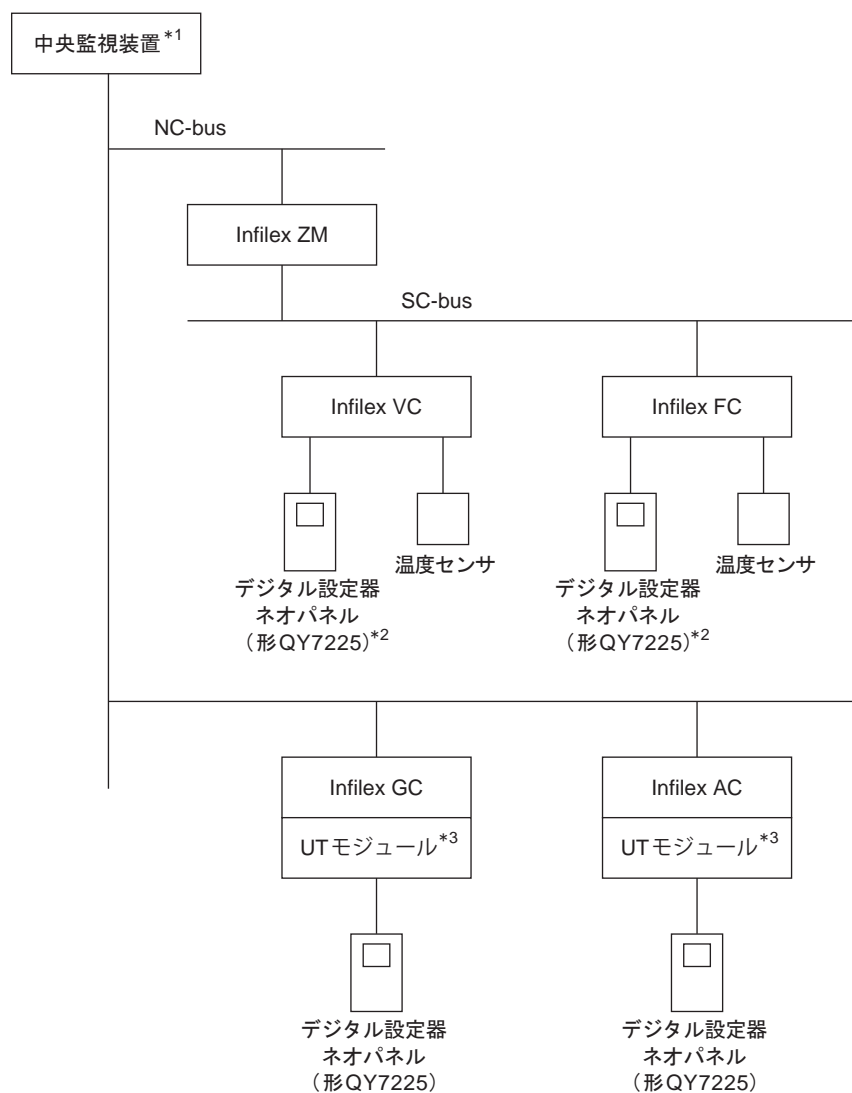 中央監視装置*1
NC-bus
Infilex ZM
SC-bus
Infilex VC
Infilex FC
温度センサ
温度センサ
デジタル設定器
ネオパネル
(形QY7225)*2
デジタル設定器
ネオパネル
(形QY7225)*2
Infilex GC
Infilex AC
UTモジュール*3
UTモジュール*3
デジタル設定器
ネオパネル
(形QY7225)
デジタル設定器
ネオパネル
(形QY7225)